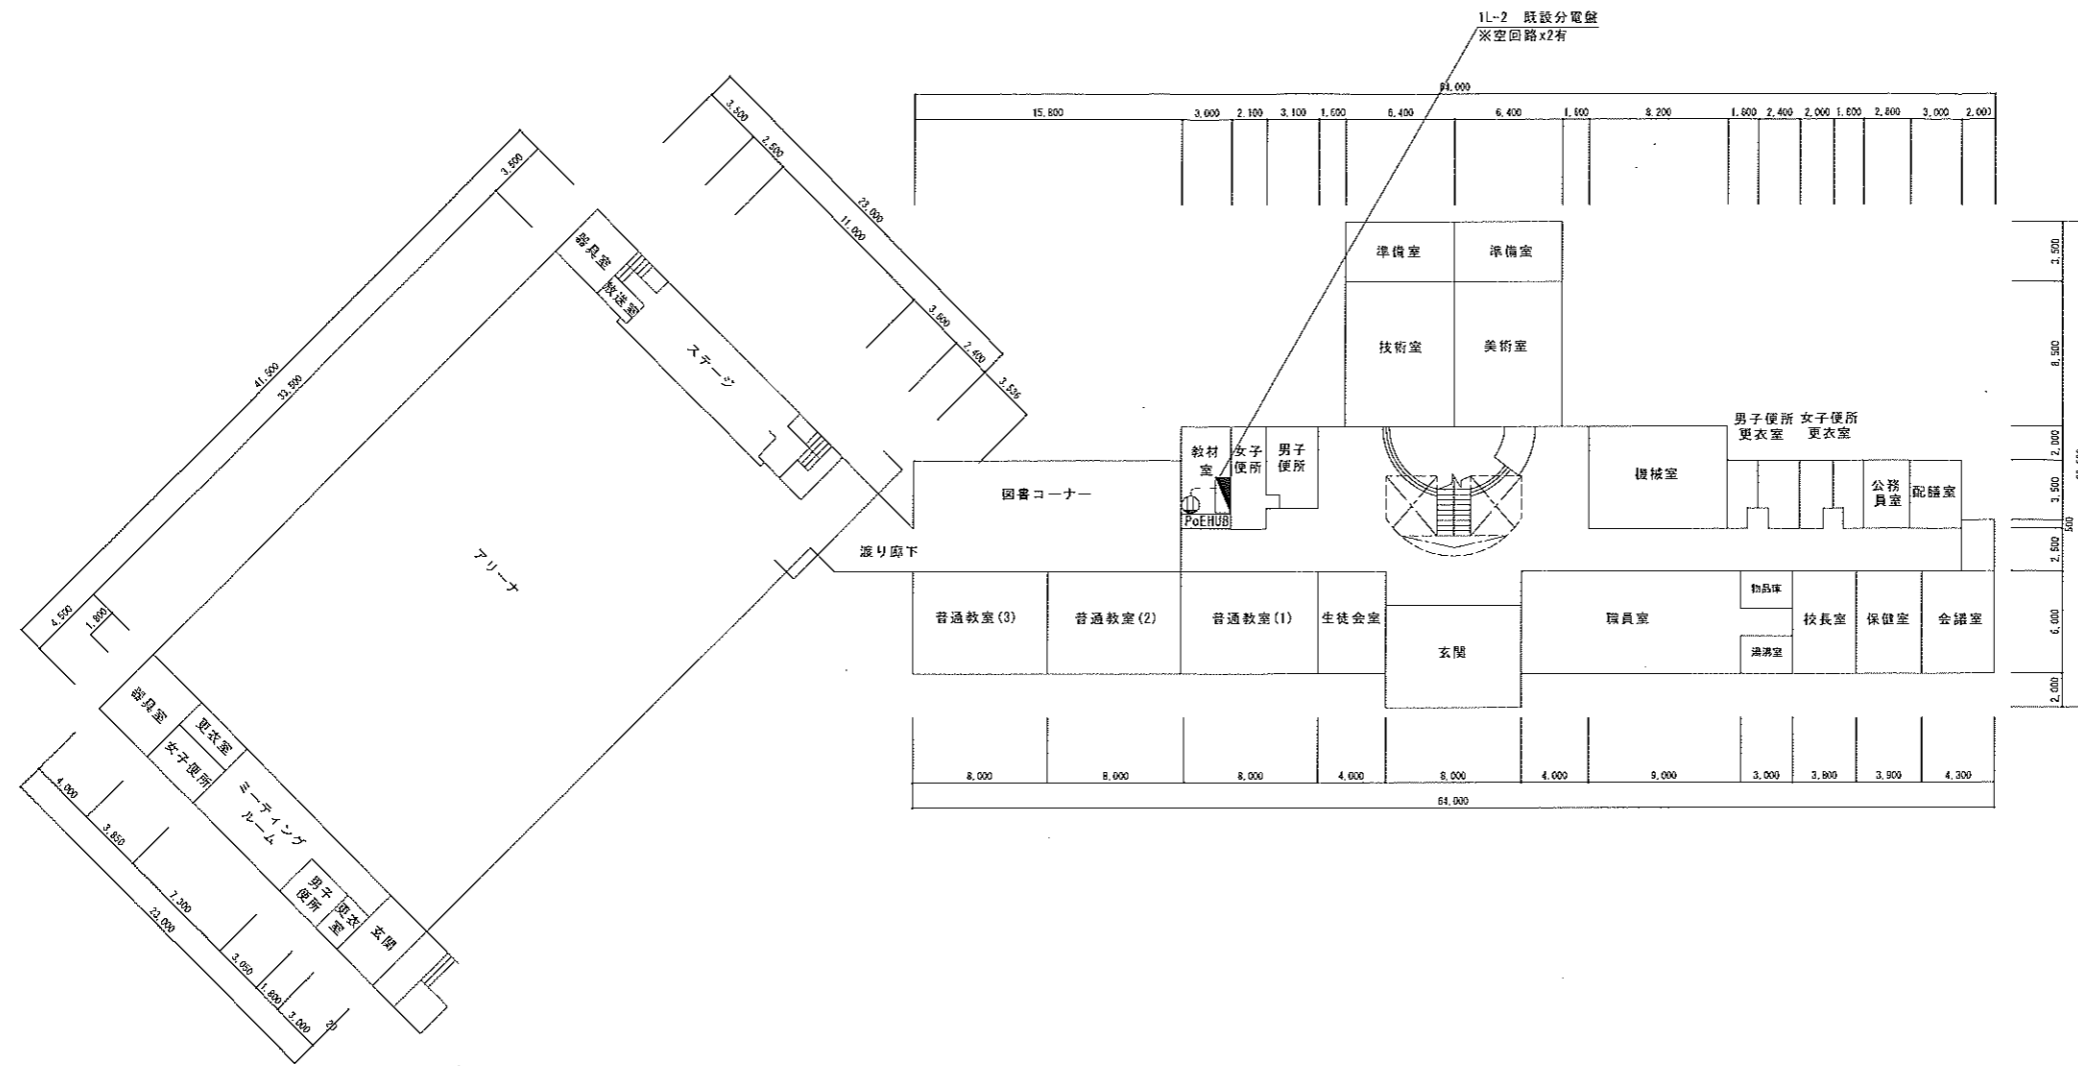 1L-2 既設分電盤
※空回路x2有
64,000
15,800
3,000
2,100
3,100
1,600
6,400
6,400
1,600
8,200
1,800
2,400
2,000
1,800
2,800
3,000
2,000
3,500
2,500
11,000
23,000
3,600
2,400
3,536
3,500
41,500
33,500
4,500
1,800
器具室
放送室
ステージ
アリーナ
器具室
更衣室
女子便所
ミーティング
ルーム
男子
便所
更衣
室
玄関
4,000
3,850
7,300
23,000
3,050
1,800
3,000
20
準備室
準備室
技術室
美術室
教材
室
女子
便所
男子
便所
PoEHUB
図書コーナー
渡り廊下
機械室
男子便所
更衣室
女子便所
更衣室
公務
員室
配膳室
普通教室(3)
普通教室(2)
普通教室(1)
生徒会室
玄関
職員室
物品庫
湯沸室
校長室
保健室
会議室
3,500
8,500
2,000
3,500
500
2,500
6,000
2,000
8,000
8,000
8,000
4,000
8,000
4,000
9,000
3,000
3,800
3,900
4,300
64,000